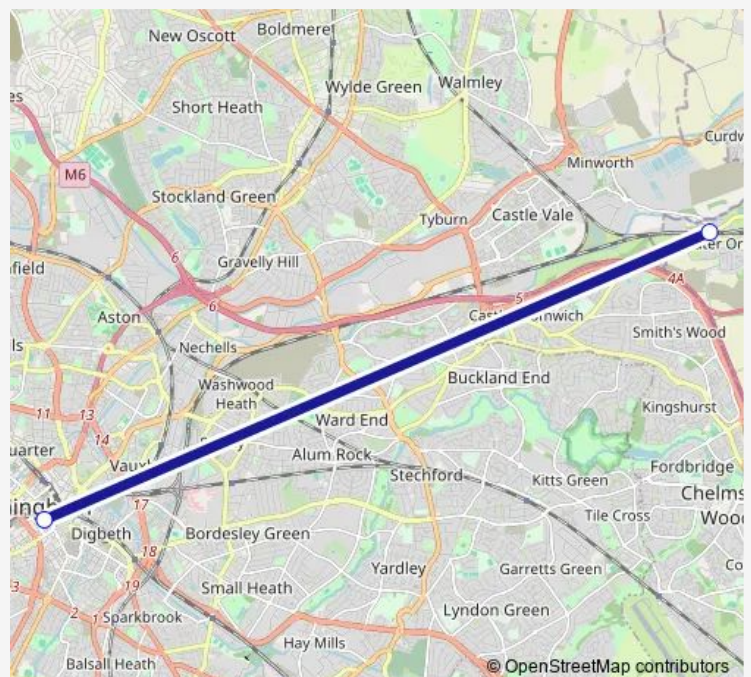 New Oscott
Boldmere
Wylde Green
Walmley
Short Heath
M6
Minworth
Stockland Green
Tyburn
Castle Vale
6
Gravelly Hill
4A
6
5
Aston
Smith's Wood
Nechells
Buckland End
Washwood
Heath
Kingshurst
11
13
Ward End
14
Alum Rock
Fordbridge
Stechford
Kitts Green
17
Tile Cross
Digbeth
Bordesley Green
18
Yardley
Garretts Green
19
Small Heath
Lyndon Green
2
Sparkbrook
Hay Mills
Balsall Heath
© OpenStreetMap contributors